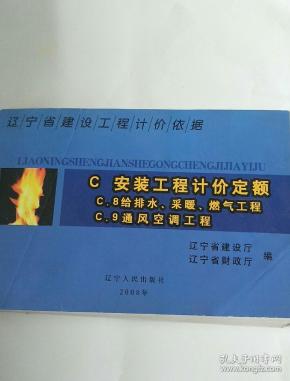 辽宁省建设工程计价依据
LIAONINGSHENGJIANSHEGONGCHENGJIJIAYIJU
C 安装工程计价定额
C.8给排水、采暖、燃气工程
C.9通风空调工程
辽宁省建设厅
辽宁省财政厅 编
辽宁人民出版社
2008年
孔夫子旧书网